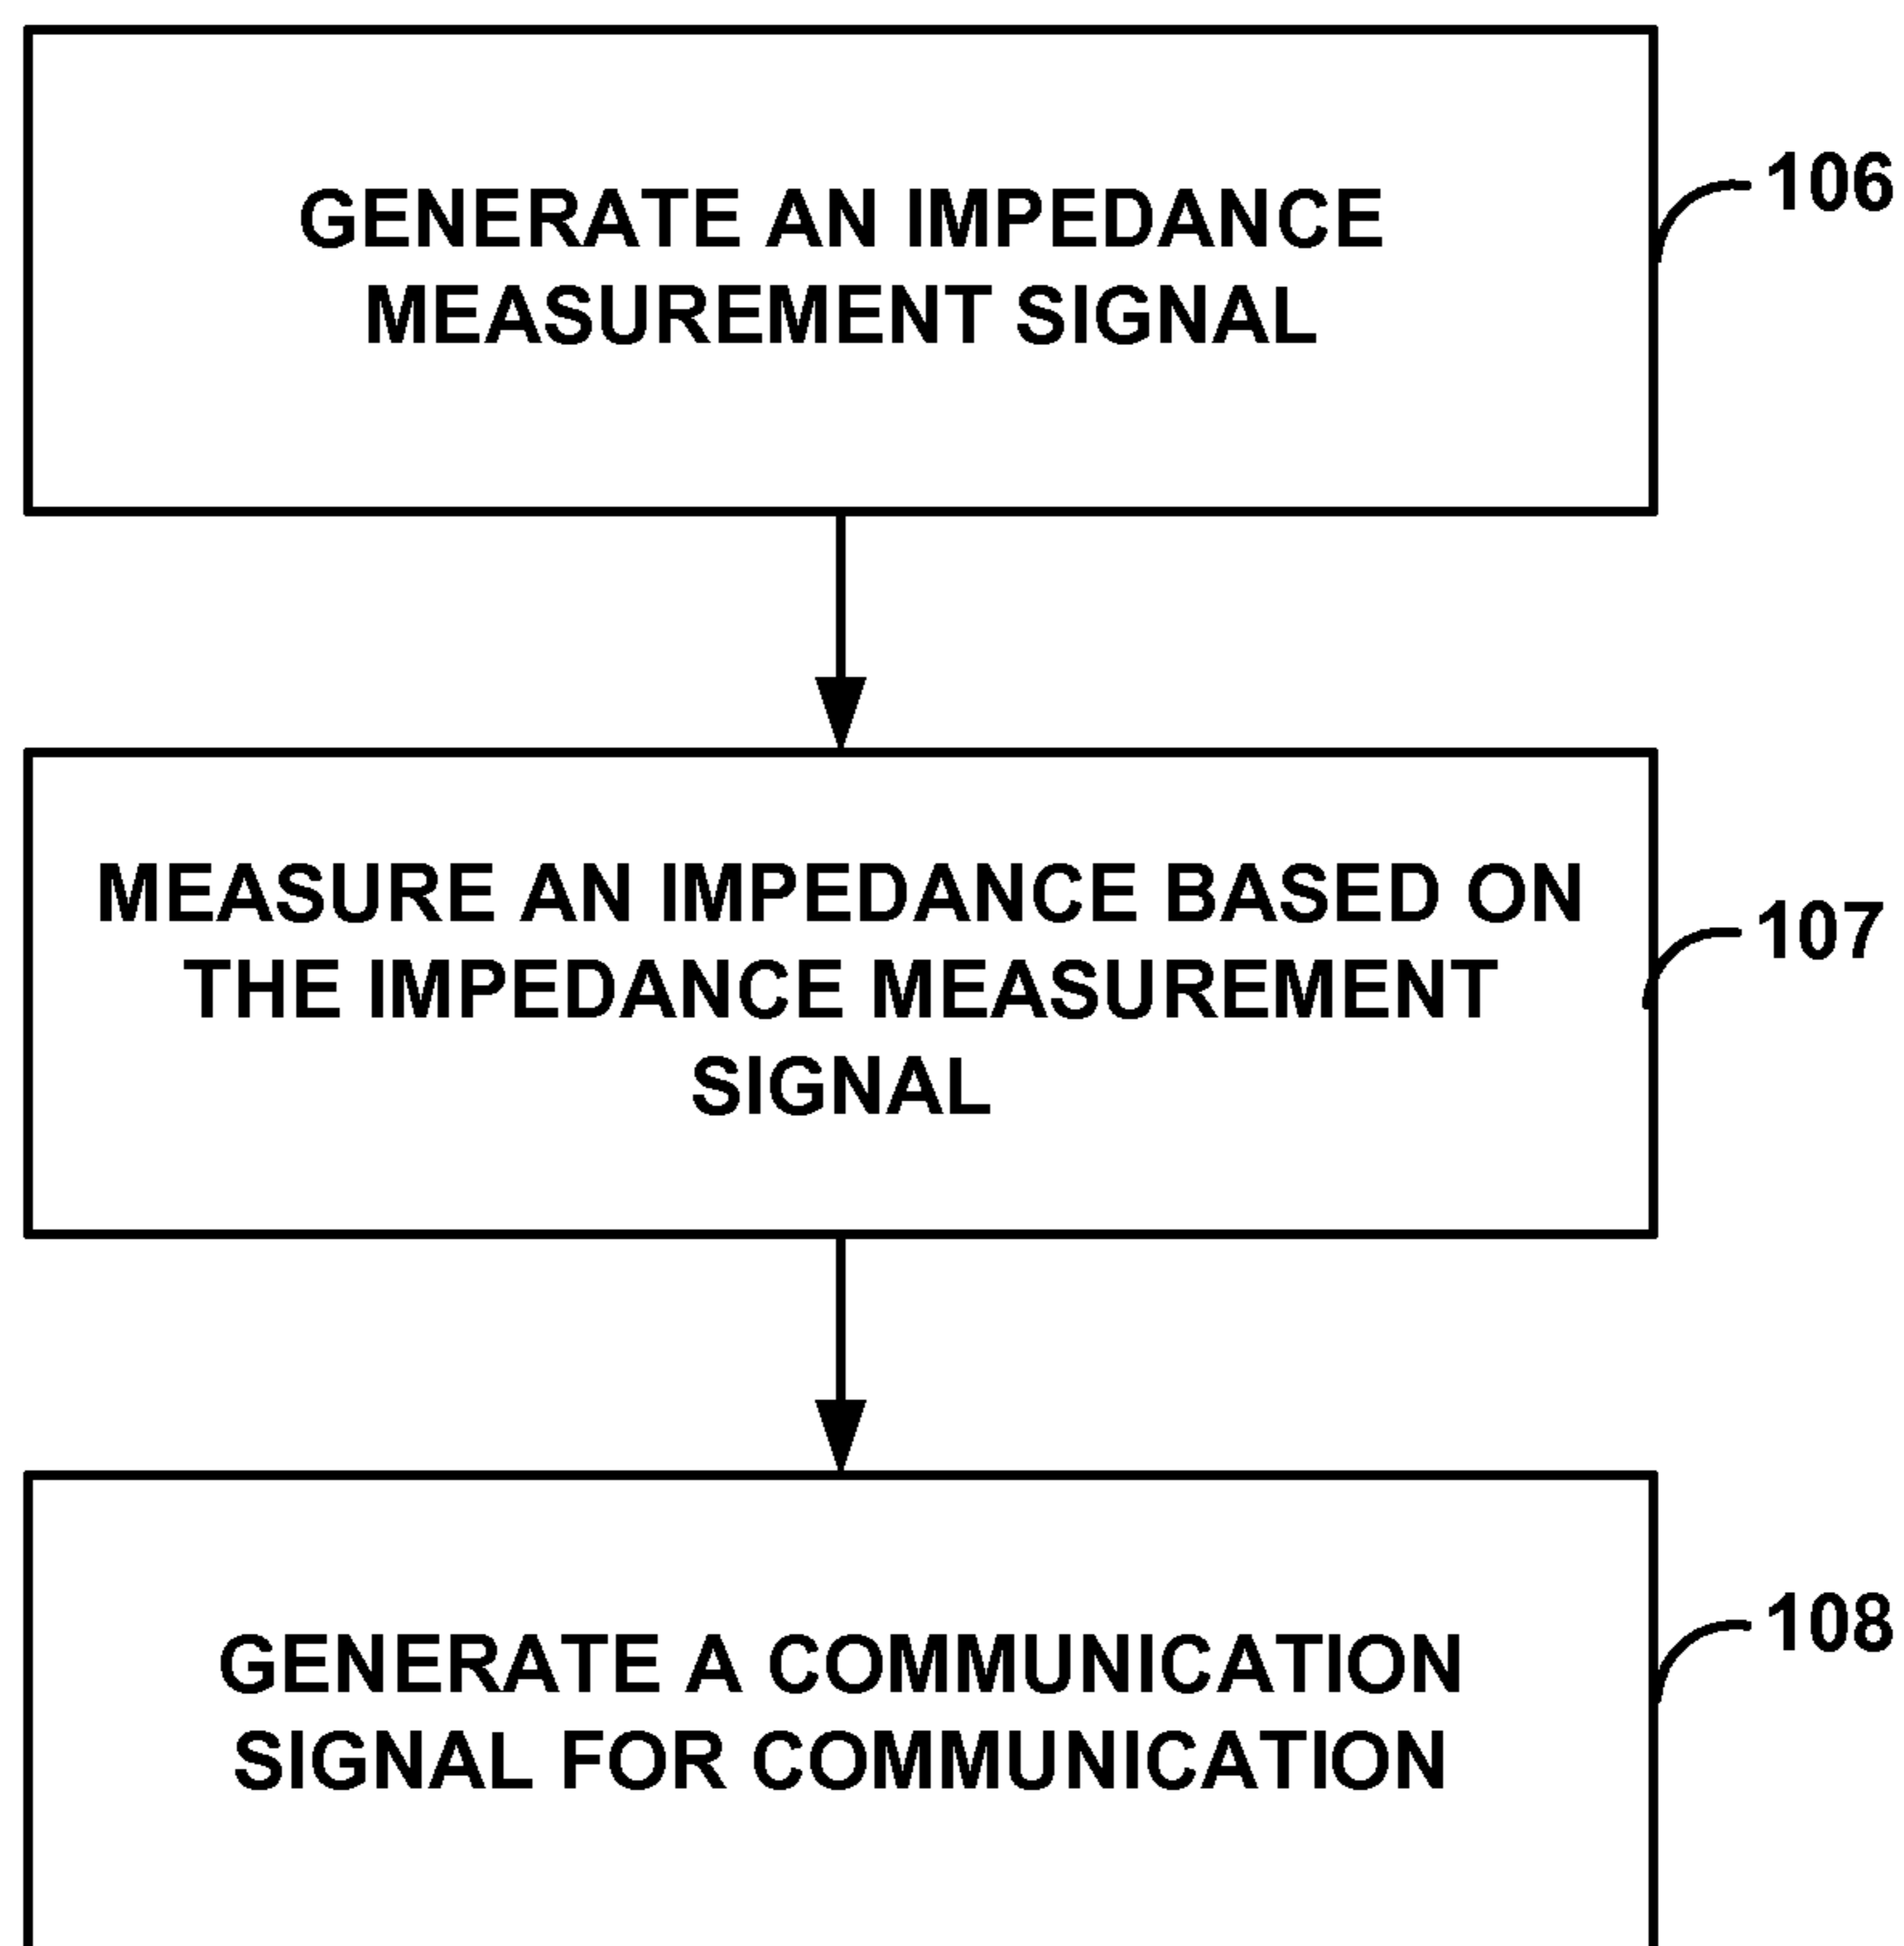 GENERATE AN IMPEDANCE
MEASUREMENT SIGNAL
106
MEASURE AN IMPEDANCE BASED ON
THE IMPEDANCE MEASUREMENT
SIGNAL
107
GENERATE A COMMUNICATION
SIGNAL FOR COMMUNICATION
108